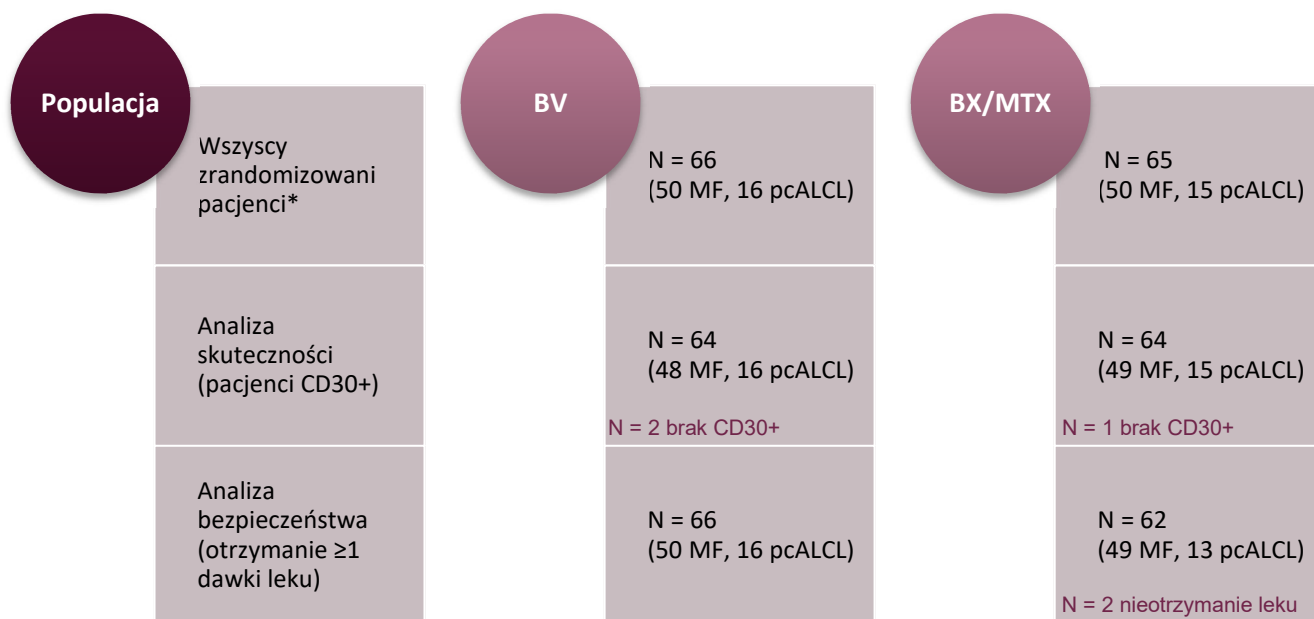 Populacja
BV
BX/MTX
Wszyscy
zrandomizowani
pacjenci*
N = 66
(50 MF, 16 pcALCL)
N = 65
(50 MF, 15 pcALCL)
Analiza
skuteczności
(pacjenci CD30+)
N = 64
(48 MF, 16 pcALCL)
N = 2 brak CD30+
N = 64
(49 MF, 15 pcALCL)
N = 1 brak CD30+
Analiza
bezpieczeństwa
(otrzymanie ≥1
dawki leku)
N = 66
(50 MF, 16 pcALCL)
N = 62
(49 MF, 13 pcALCL)
N = 2 nieotrzymanie leku